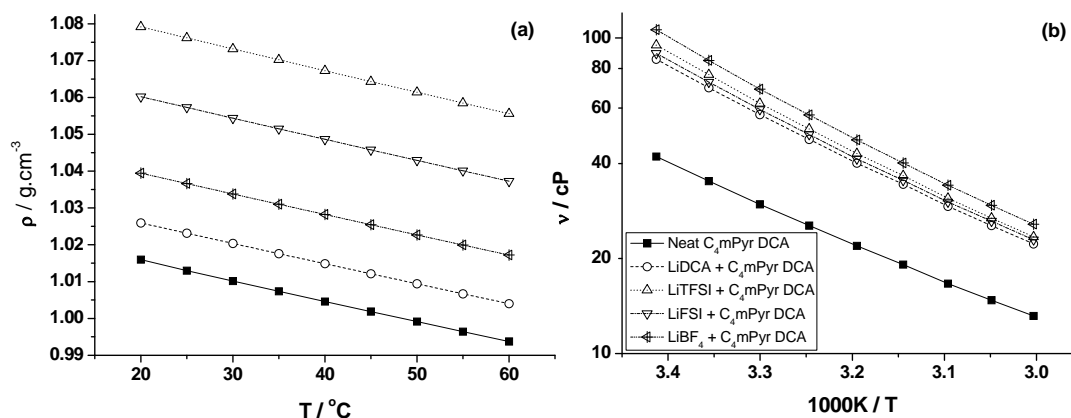 (a)
1.08
1.07
1.06
1.05
1.04
1.03
1.02
1.01
1.00
0.99
ρ / g.cm⁻³
20 30 40 50 60
T / °C
(b)
100
80
60
40
20
10
ν / cP
Neat C₄mPyr DCA
LiDCA + C₄mPyr DCA
LiTFSI + C₄mPyr DCA
LiFSI + C₄mPyr DCA
LiBF₄ + C₄mPyr DCA
3.4 3.3 3.2 3.1 3.0
1000K / T